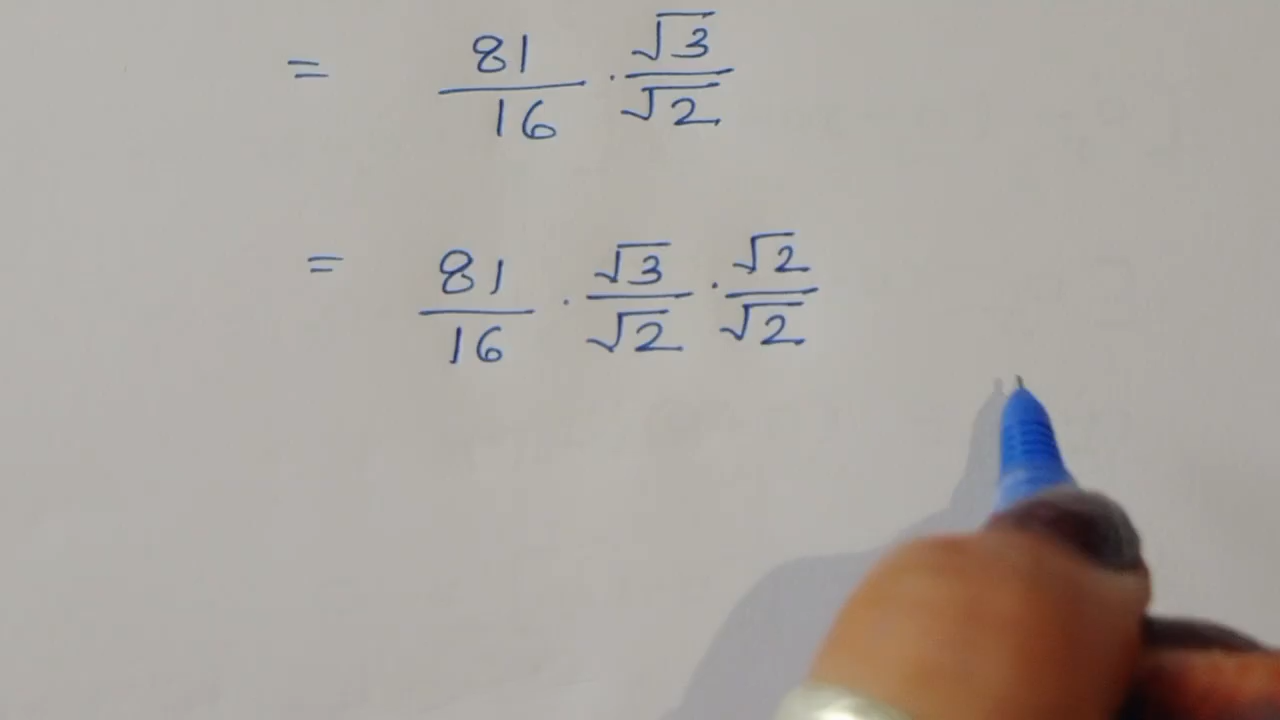 = 81/16 · √3/√2
= 81/16 · √3/√2 · √2/√2